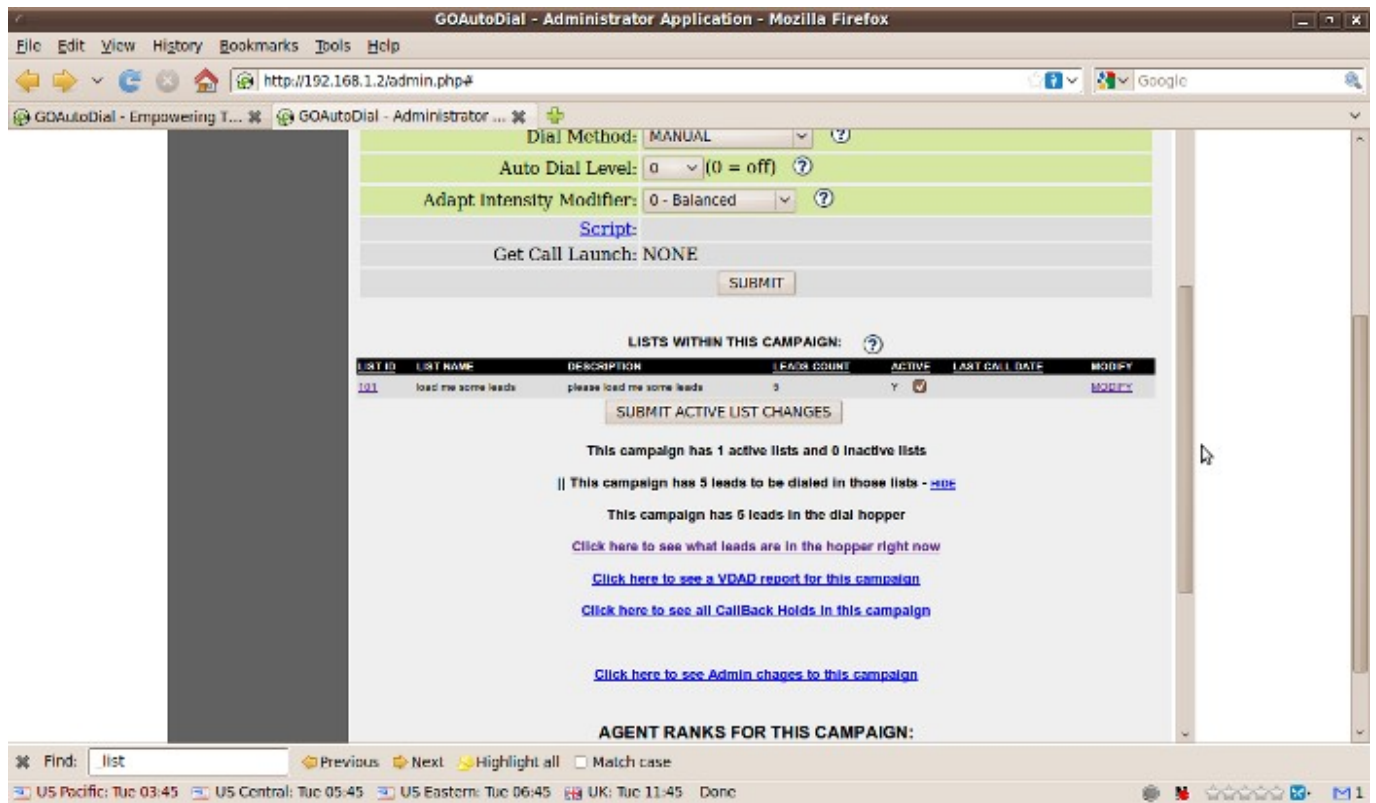 GOAutoDial - Administrator Application - Mozilla Firefox
File Edit View History Bookmarks Tools Help
http://192.168.1.2/admin.php# Google
GOAutoDial - Empowering T... GOAutoDial - Administrator ...
Dial Method: MANUAL
Auto Dial Level: 0 (0 = off)
Adapt Intensity Modifier: 0 - Balanced
Script:
Get Call Launch: NONE
SUBMIT
LISTS WITHIN THIS CAMPAIGN:
LIST ID LIST NAME DESCRIPTION LEADS COUNT ACTIVE LAST CALL DATE MODIFY
101 load me some leads please load me some leads 5 Y MODIFY
SUBMIT ACTIVE LIST CHANGES
This campaign has 1 active lists and 0 inactive lists
|| This campaign has 5 leads to be dialed in those lists - HIDE
This campaign has 5 leads in the dial hopper
Click here to see what leads are in the hopper right now
Click here to see a VDAD report for this campaign
Click here to see all CallBack Holds in this campaign
Click here to see Admin chages to this campaign
AGENT RANKS FOR THIS CAMPAIGN:
Find: _list Previous Next Highlight all Match case
US Pacific: Tue 03:45 US Central: Tue 05:45 US Eastern: Tue 06:45 UK: Tue 11:45 Done 1